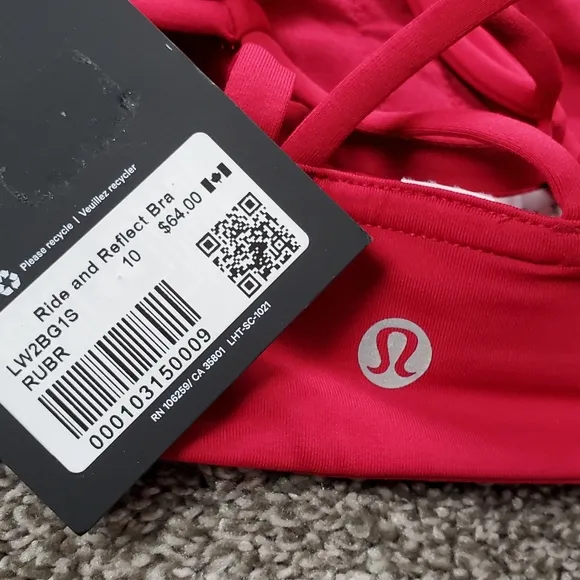 Please recycle | Veuillez recycler
Ride and Reflect Bra
10 $64.00
LW2BG1S
RUBR
000103150009
RN 106259/ CA 35801 LHT-SC-1021